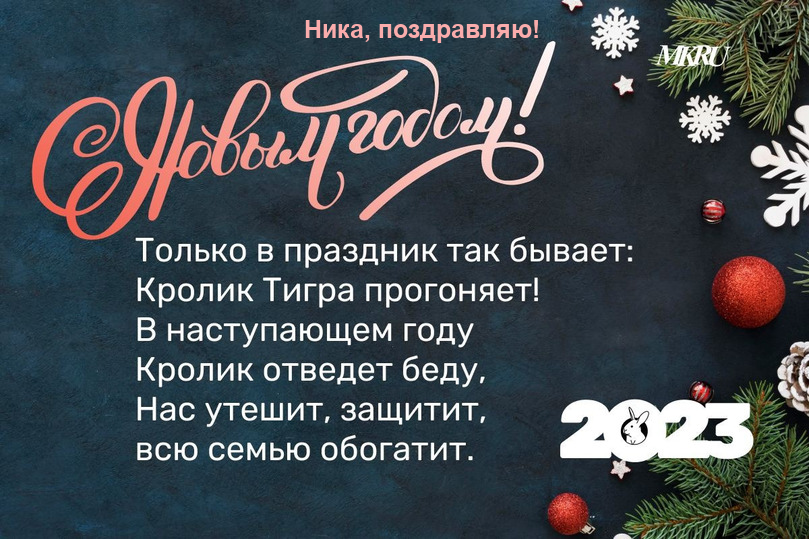 Ника, поздравляю!
MKRU
С Новым годом!
Только в праздник так бывает:
Кролик Тигра прогоняет!
В наступающем году
Кролик отведет беду,
Нас утешит, защитит,
всю семью обогатит.
2023